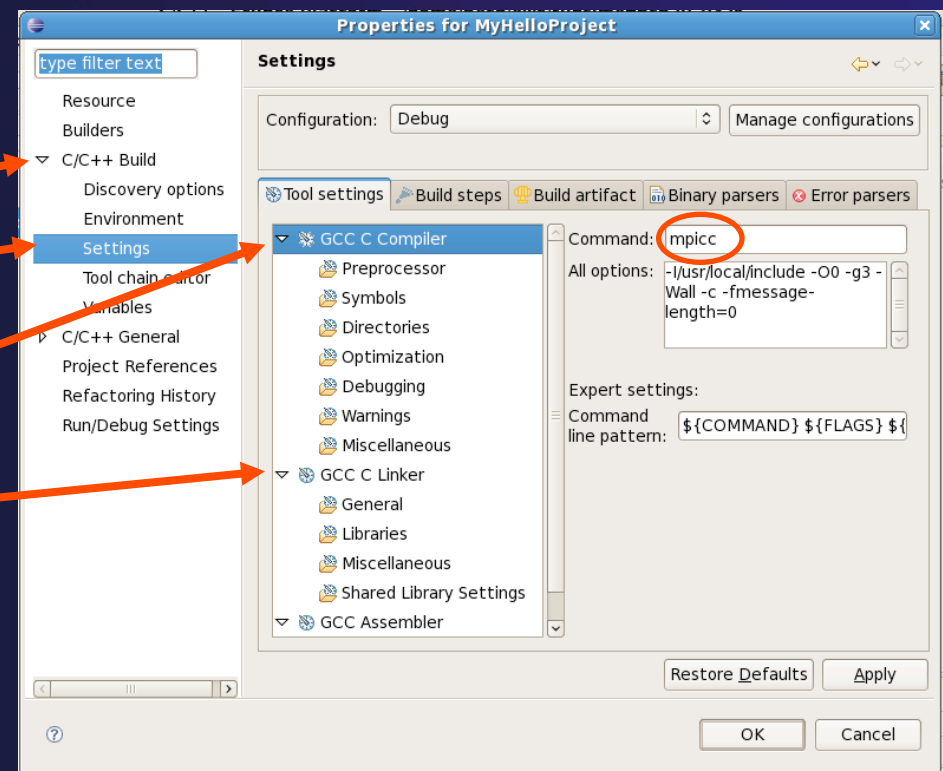 Properties for MyHelloProject
type filter text
Resource
Builders
C/C++ Build
Discovery options
Environment
Settings
Tool chain editor
Variables
C/C++ General
Project References
Refactoring History
Run/Debug Settings
Settings
Configuration: Debug
Manage configurations
Tool settings Build steps Build artifact Binary parsers Error parsers
GCC C Compiler
Preprocessor
Symbols
Directories
Optimization
Debugging
Warnings
Miscellaneous
GCC C Linker
General
Libraries
Miscellaneous
Shared Library Settings
GCC Assembler
Command: mpicc
All options: -I/usr/local/include -O0 -g3 -
Wall -c -fmessage-
length=0
Expert settings:
Command
line pattern: ${COMMAND} ${FLAGS} ${
Restore Defaults Apply
OK Cancel